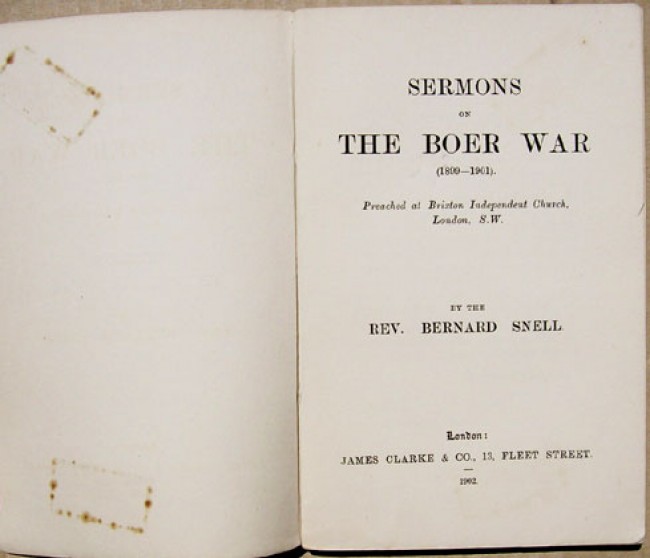 SERMONS
ON
THE BOER WAR
(1899—1901).
Preached at Brixton Independent Church,
London, S.W.
BY THE
REV. BERNARD SNELL
London:
JAMES CLARKE & CO., 13, FLEET STREET.
1902.